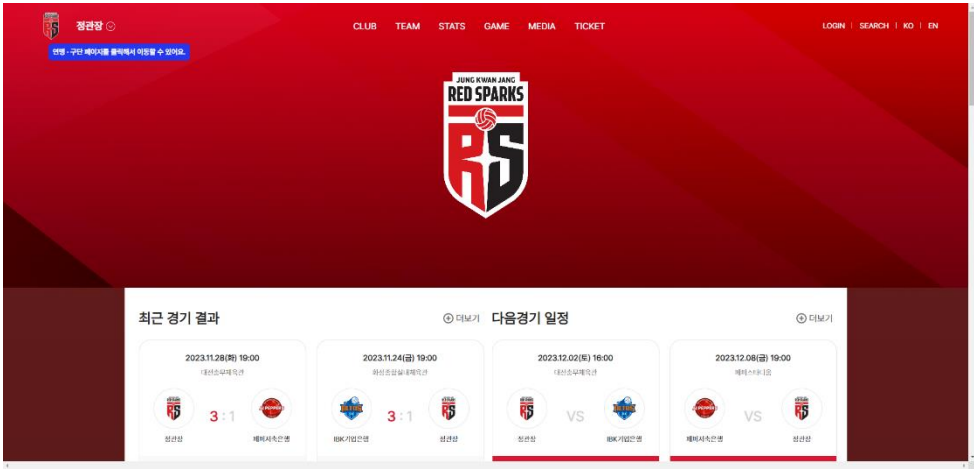 정관장
CLUB TEAM STATS GAME MEDIA TICKET
LOGIN | SEARCH | KO | EN
연맹 · 구단 페이지를 클릭해서 이동할 수 있어요.
JUNG KWAN JANG
RED SPARKS
RS
최근 경기 결과
더보기
다음경기 일정
더보기
2023.11.28(화) 19:00
대전충무체육관
3 : 1
정관장
페퍼저축은행
2023.11.24(금) 19:00
화성종합실내체육관
3 : 1
IBK기업은행
정관장
2023.12.02(토) 16:00
대전충무체육관
VS
정관장
IBK기업은행
2023.12.08(금) 19:00
페퍼스타디움
VS
페퍼저축은행
정관장